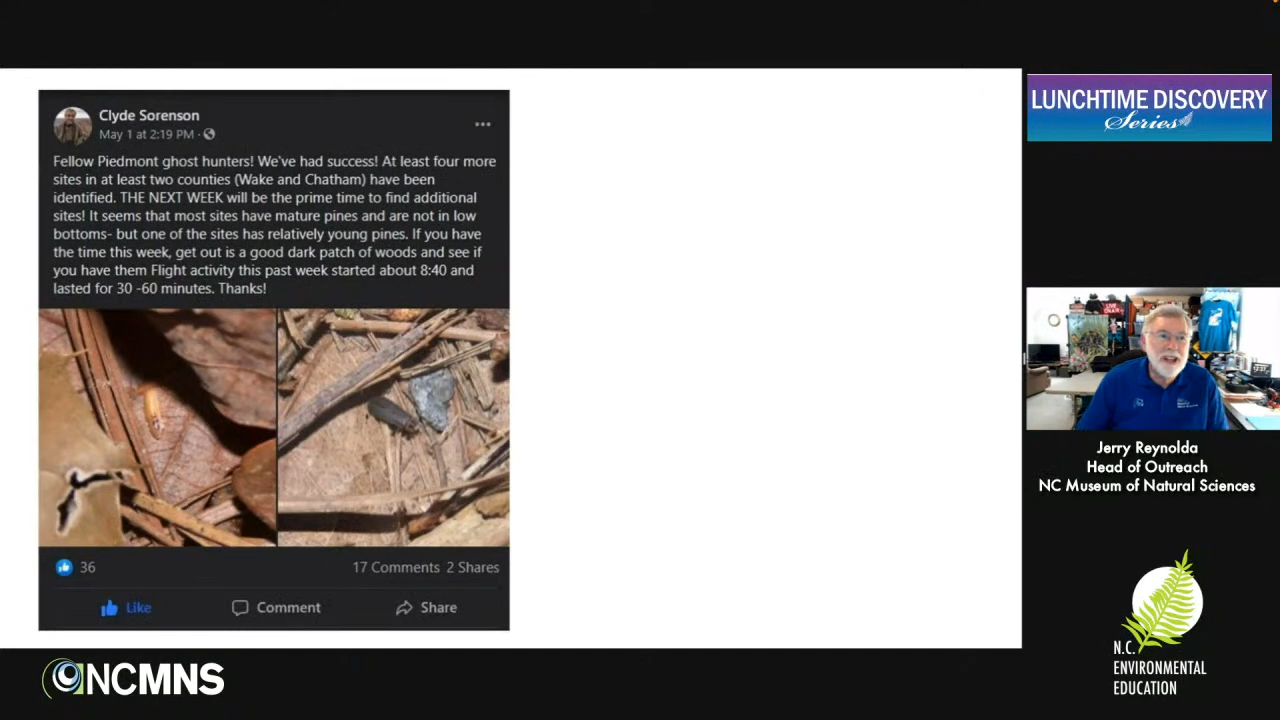 Clyde Sorenson
May 1 at 2:19 PM ·
Fellow Piedmont ghost hunters! We've had success! At least four more
sites in at least two counties (Wake and Chatham) have been
identified. THE NEXT WEEK will be the prime time to find additional
sites! It seems that most sites have mature pines and are not in low
bottoms- but one of the sites has relatively young pines. If you have
the time this week, get out is a good dark patch of woods and see if
you have them Flight activity this past week started about 8:40 and
lasted for 30 -60 minutes. Thanks!
36
17 Comments 2 Shares
Like Comment Share
NCMNS
LUNCHTIME DISCOVERY
Series
Jerry Reynolda
Head of Outreach
NC Museum of Natural Sciences
N.C.
ENVIRONMENTAL
EDUCATION